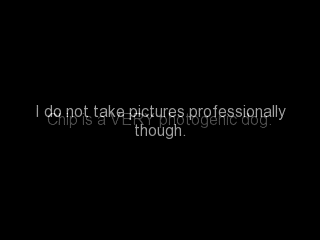 I do not take pictures professionally
Chip is a VERY photogenic dog.
though.